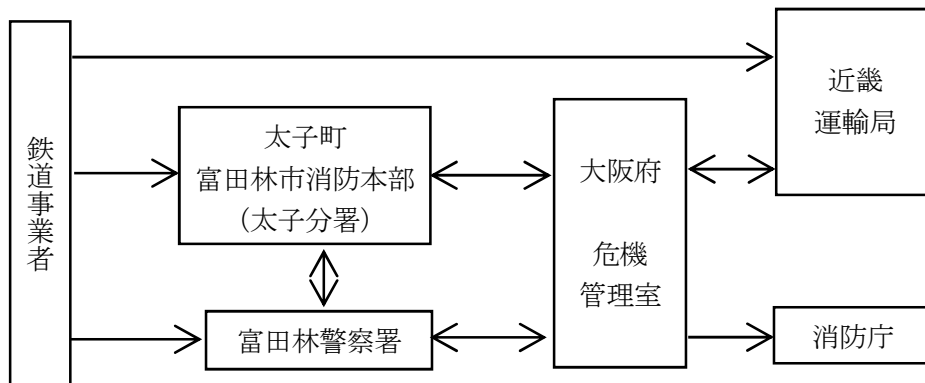 鉄道事業者
太子町
富田林市消防本部
（太子分署）
富田林警察署
大阪府
危機
管理室
近畿
運輸局
消防庁